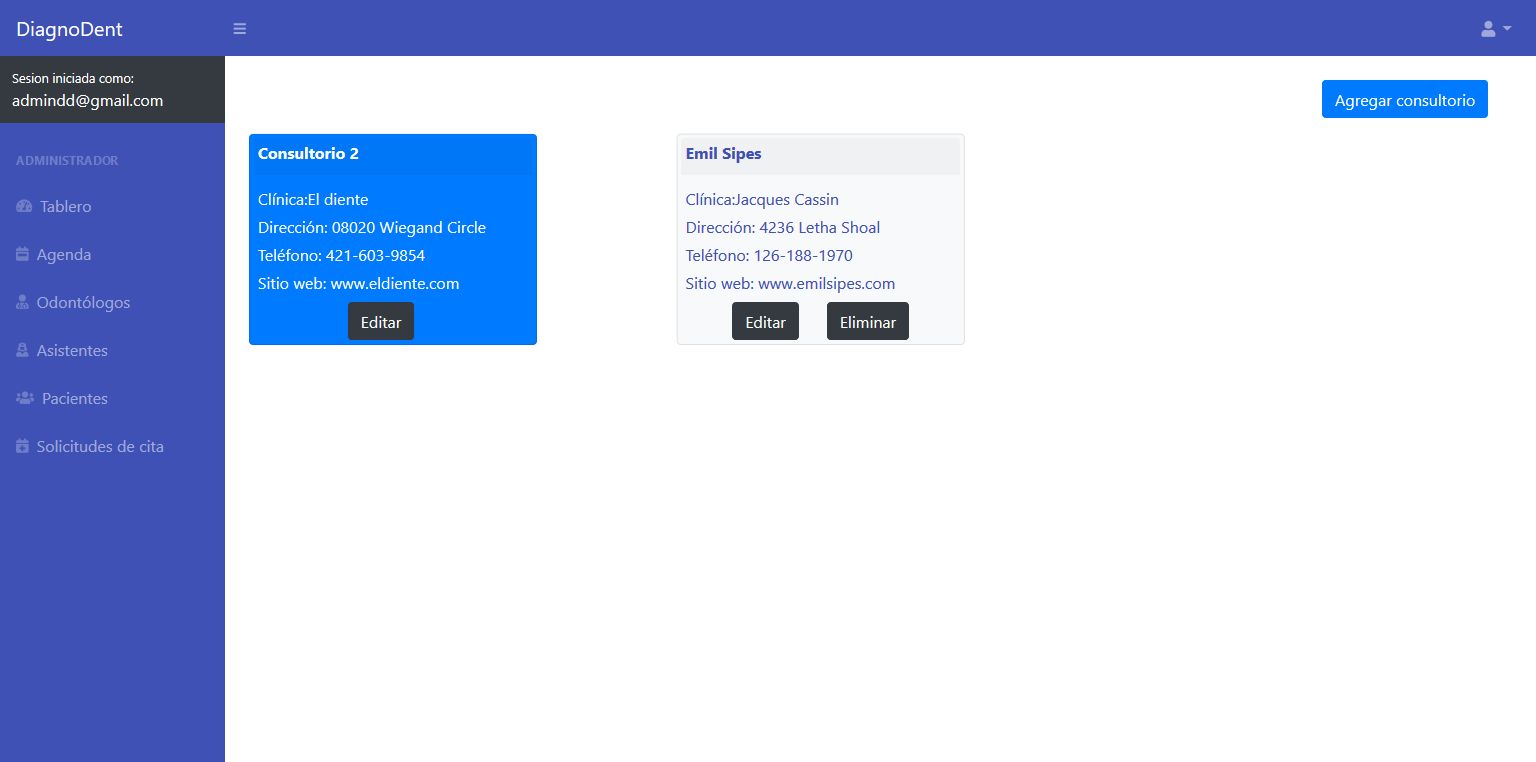 DiagnoDent
Sesion iniciada como:
admindd@gmail.com
ADMINISTRADOR
Tablero
Agenda
Odontólogos
Asistentes
Pacientes
Solicitudes de cita
Agregar consultorio
Consultorio 2
Clínica:El diente
Dirección: 08020 Wiegand Circle
Teléfono: 421-603-9854
Sitio web: www.eldiente.com
Editar
Emil Sipes
Clínica:Jacques Cassin
Dirección: 4236 Letha Shoal
Teléfono: 126-188-1970
Sitio web: www.emilsipes.com
Editar Eliminar